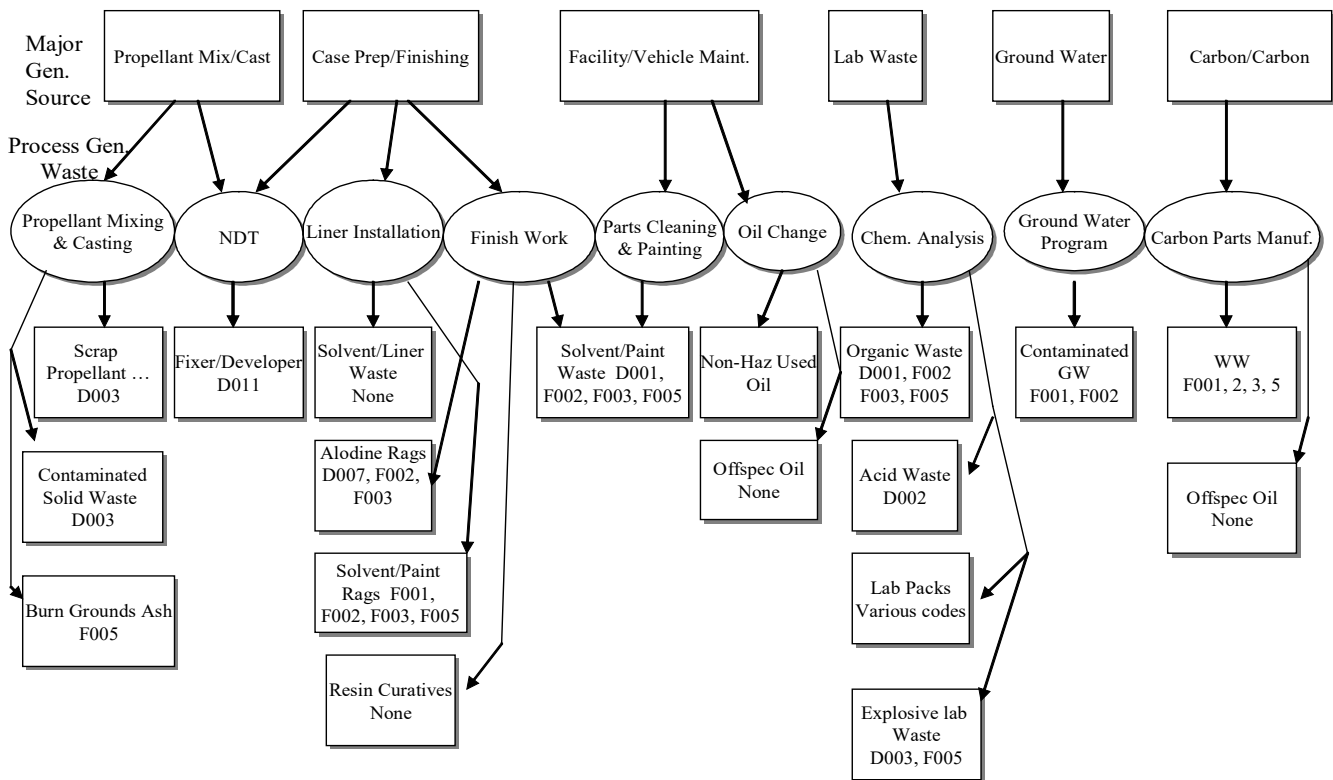 Major
Gen.
Source
Propellant Mix/Cast
Case Prep/Finishing
Facility/Vehicle Maint.
Lab Waste
Ground Water
Carbon/Carbon
Process Gen.
Waste
Propellant Mixing
& Casting
NDT
Liner Installation
Finish Work
Parts Cleaning
& Painting
Oil Change
Chem. Analysis
Ground Water
Program
Carbon Parts Manuf.
Scrap
Propellant …
D003
Fixer/Developer
D011
Solvent/Liner
Waste
None
Solvent/Paint
Waste D001,
F002, F003, F005
Non-Haz Used
Oil
Organic Waste
D001, F002
F003, F005
Contaminated
GW
F001, F002
WW
F001, 2, 3, 5
Contaminated
Solid Waste
D003
Alodine Rags
D007, F002,
F003
Offspec Oil
None
Acid Waste
D002
Offspec Oil
None
Burn Grounds Ash
F005
Solvent/Paint
Rags F001,
F002, F003, F005
Lab Packs
Various codes
Resin Curatives
None
Explosive lab
Waste
D003, F005